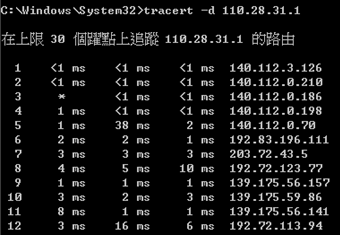 C:\Windows\System32>tracert -d 110.28.31.1
在上限 30 個躍點上追蹤 110.28.31.1 的路由
1 <1 ms <1 ms <1 ms 140.112.3.126
2 <1 ms <1 ms <1 ms 140.112.0.210
3 * <1 ms <1 ms 140.112.0.186
4 1 ms <1 ms <1 ms 140.112.0.198
5 1 ms 38 ms 2 ms 140.112.0.70
6 2 ms 2 ms 1 ms 192.83.196.111
7 3 ms 3 ms 3 ms 203.72.43.5
8 4 ms 5 ms 10 ms 192.72.123.77
9 1 ms 1 ms 1 ms 139.175.56.157
10 3 ms 2 ms 3 ms 139.175.59.86
11 8 ms 1 ms 1 ms 139.175.56.141
12 3 ms 16 ms 6 ms 192.72.113.94